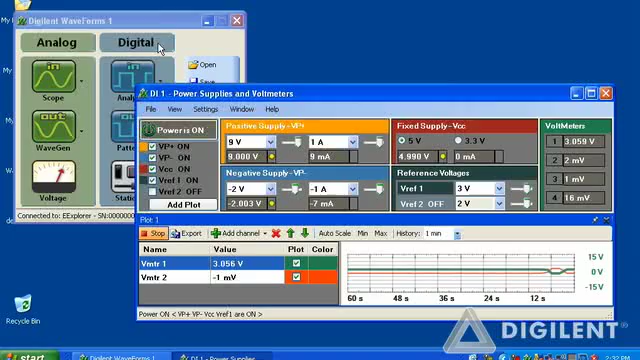 Digilent WaveForms 1
Analog
Digital
Open
Save
Scope
Analy
WaveGen
Patt
Voltage
Static
Connected to: EExplorer - SN:0000000
DI 1 - Power Supplies and Voltmeters
File View Settings Window Help
Power is ON
VP+ ON
VP- ON
Vcc ON
Vref 1 ON
Vref 2 OFF
Add Plot
Positive Supply -VP+
9 V 1 A
9.000 V 9 mA
Negative Supply -VP-
-2 V -1 A
-2.003 V -7 mA
Fixed Supply -Vcc
5 V 3.3 V
4.990 V 0 mA
Reference Voltages
Vref 1 3 V
Vref 2 OFF 2 V
VoltMeters
1 3.059 V
2 mV
3 1 mV
4 16 mV
Plot 1
Stop Export Add channel Auto Scale Min Max History: 1 min
Name Value Plot Color
Vmtr 1 3.056 V
Vmtr 2 -1 mV
15 V
0 V
-15 V
60 s 48 s 36 s 24 s 12 s
Power ON < VP+ VP- Vcc Vref1 are ON >
Recycle Bin
DIGILENT
start
Digilent WaveForms 1
DI 1 - Power Supplies
2:32 PM